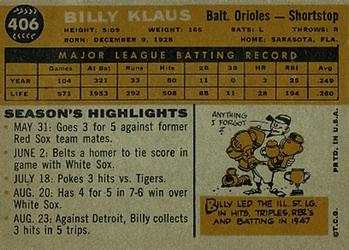 406
BILLY KLAUS
Balt. Orioles — Shortstop
HEIGHT: 5:09 WEIGHT: 165 BATS: L THROWS: R
BORN: DECEMBER 9, 1928 HOME: SARASOTA, FLA.
MAJOR LEAGUE BATTING RECORD
Games At Bat Runs Hits 2B 3B H.R. R.B.I. B. Avg.
YEAR 104 321 33 80 11 0 3 25 .249
LIFE 571 1953 292 508 88 13 28 190 .260
SEASON'S HIGHLIGHTS
MAY 31: Goes 3 for 5 against former
Red Sox team mates.
JUNE 2: Belts a homer to tie score in
game with White Sox.
JULY 18: Pokes 3 hits vs. Tigers.
AUG. 20: Has 4 for 5 in 7-6 win over
White Sox.
AUG. 23: Against Detroit, Billy collects
3 hits in 5 trips.
ANYTHING
I FORGOT?
BILLY LED THE ILL. ST. LG.
IN HITS, TRIPLES, RBI'S
AND BATTING IN 1947
©T.C.G. PRTD. IN U.S.A.